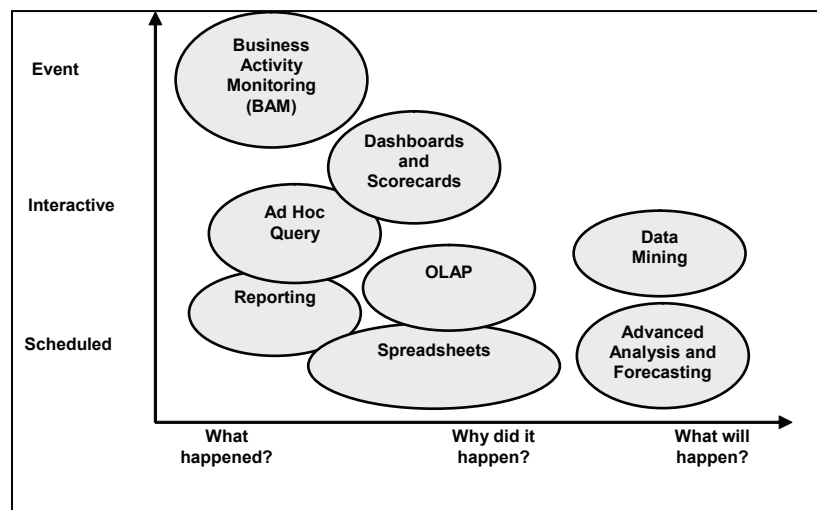 Event
Business
Activity
Monitoring
(BAM)
Dashboards
and
Scorecards
Interactive
Ad Hoc
Query
Data
Mining
Reporting
OLAP
Scheduled
Spreadsheets
Advanced
Analysis and
Forecasting
What
happened?
Why did it
happen?
What will
happen?